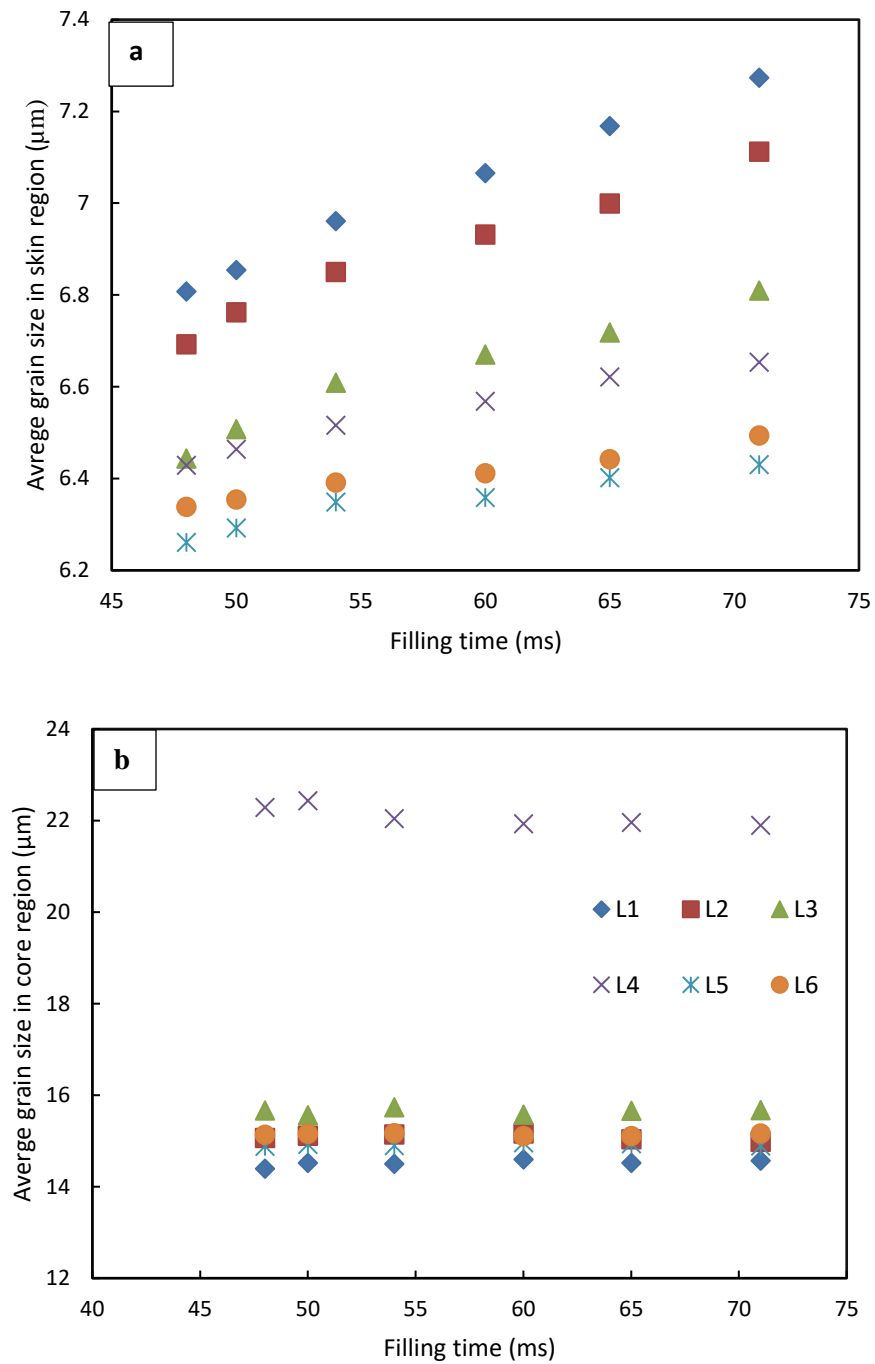 a
Avrege grain size in skin region (µm)
7.4
7.2
7
6.8
6.6
6.4
6.2
45 50 55 60 65 70 75
Filling time (ms)
b
Averge grain size in core region (µm)
24
22
20
18
16
14
12
L1 L2 L3
L4 L5 L6
40 45 50 55 60 65 70 75
Filling time (ms)